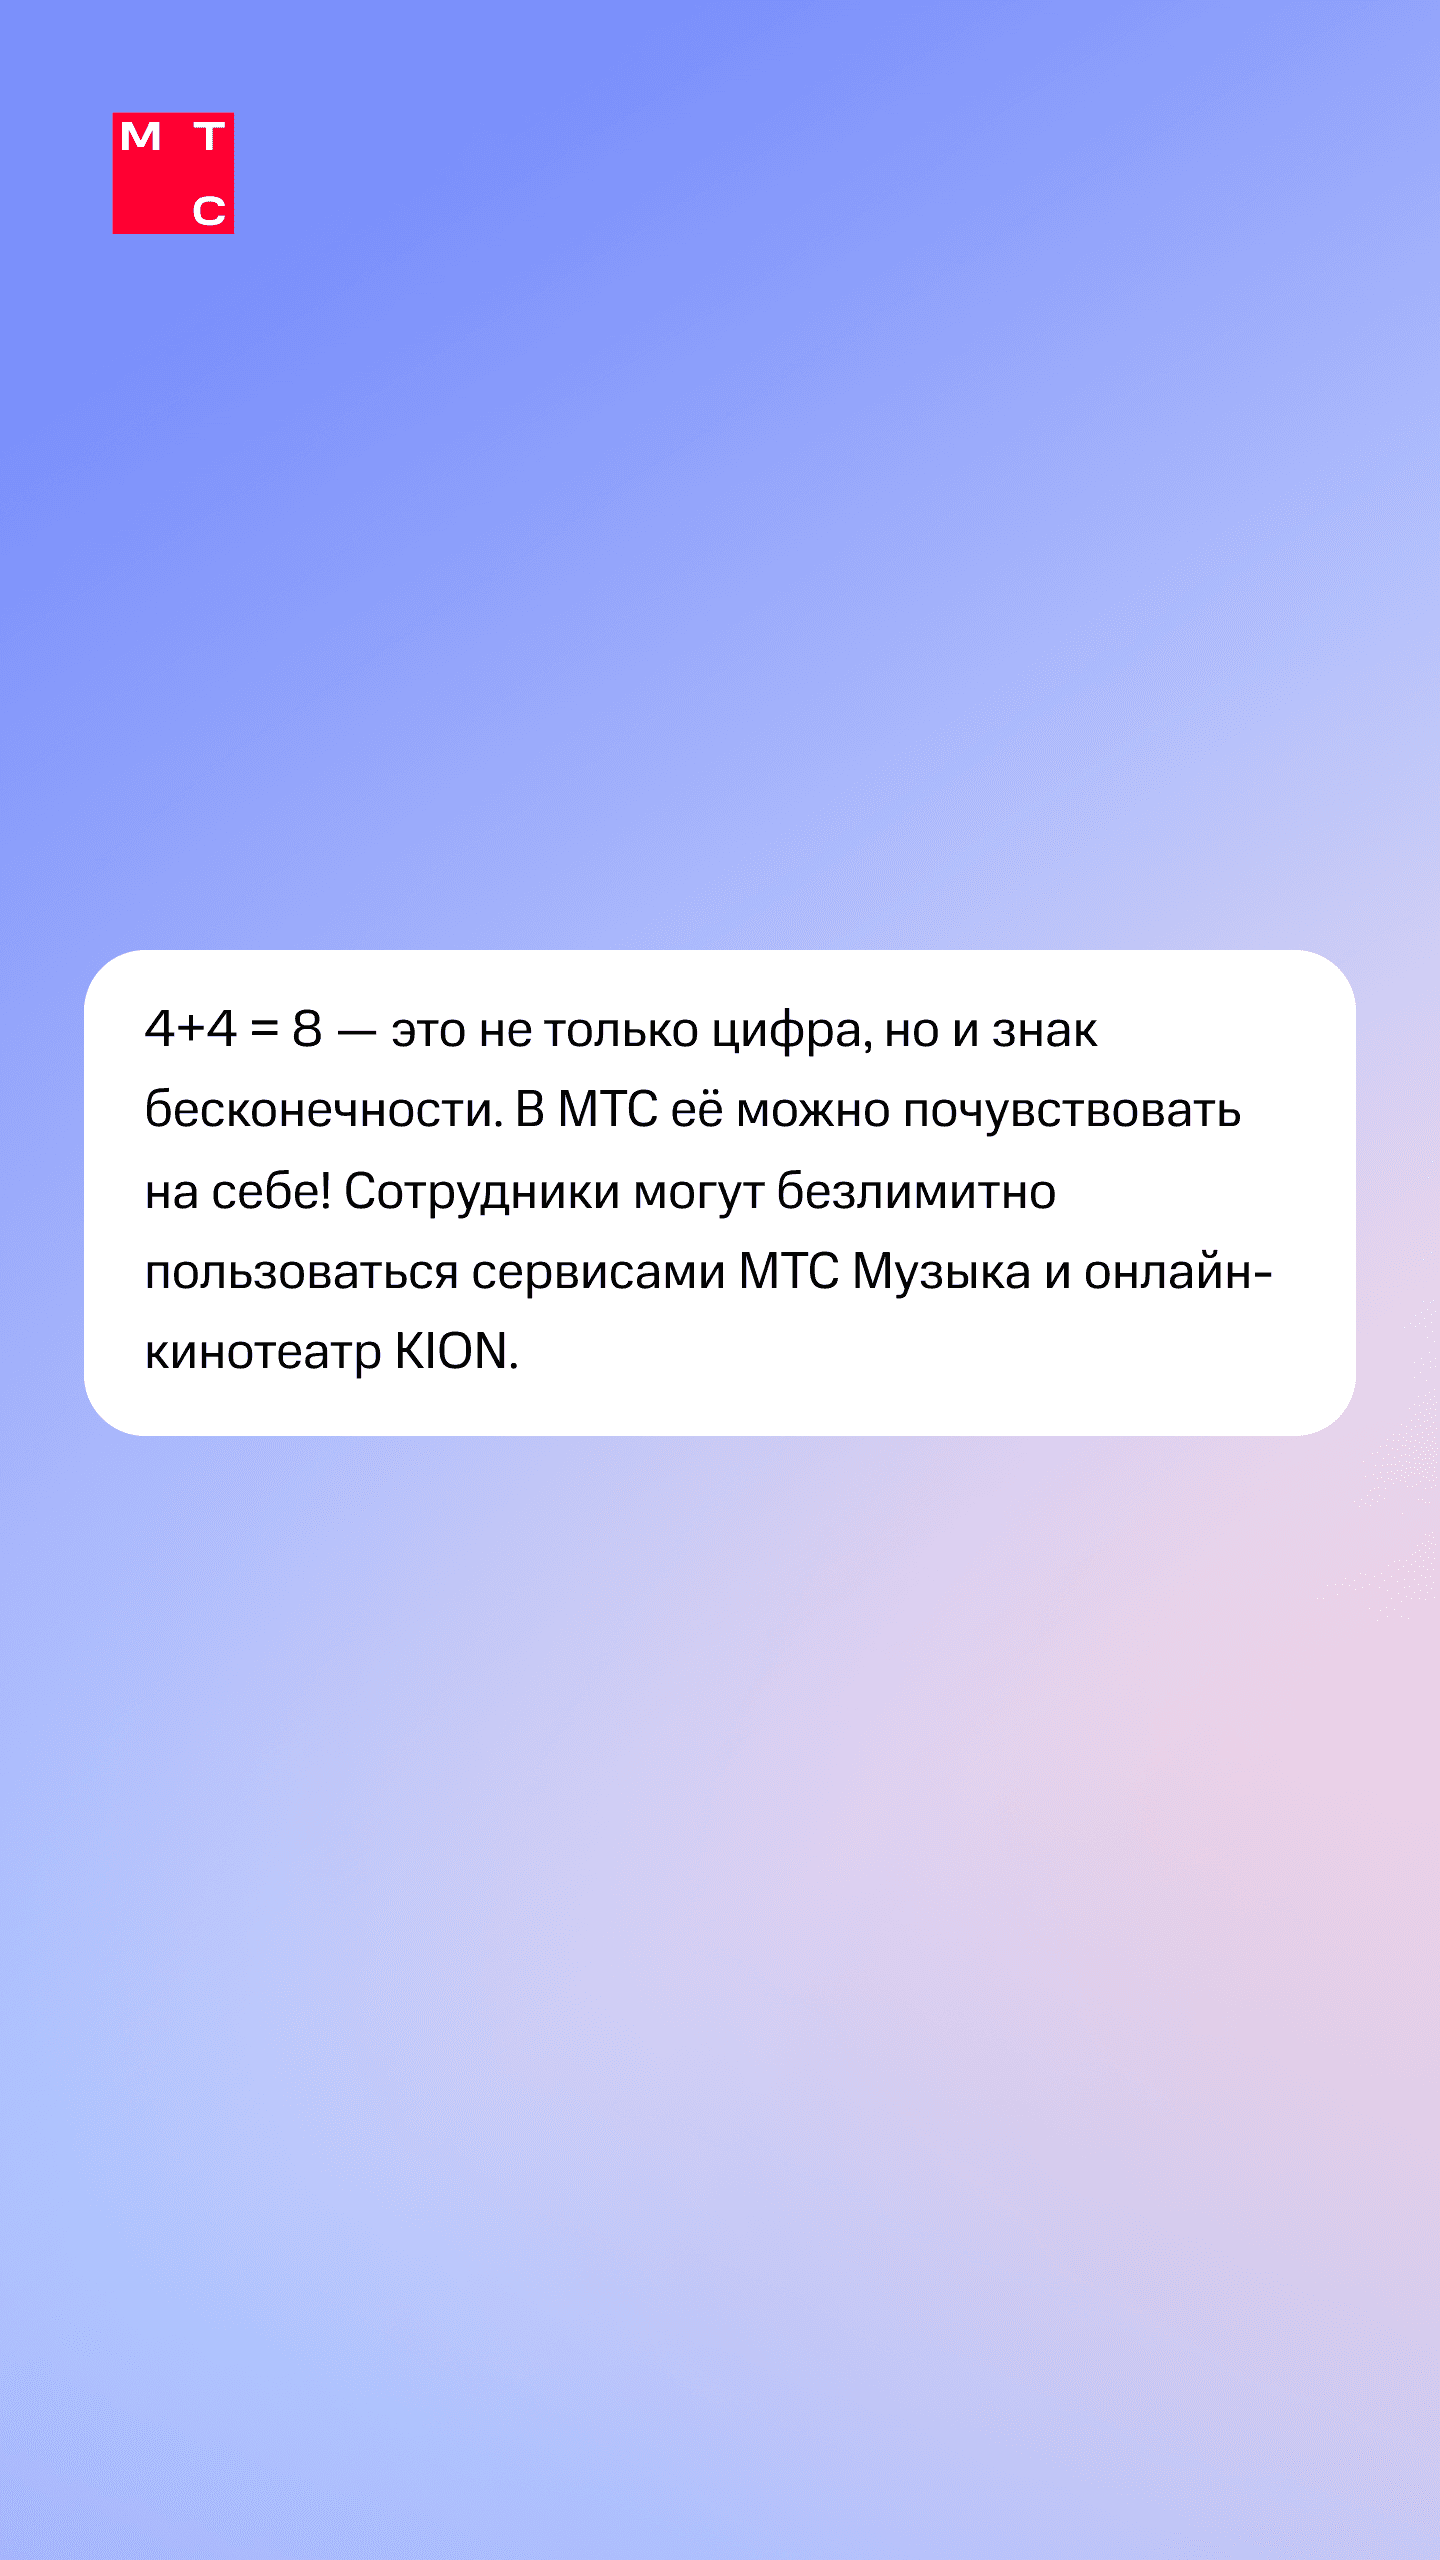 М Т
С
4+4 = 8 — это не только цифра, но и знак
бесконечности. В МТС её можно почувствовать
на себе! Сотрудники могут безлимитно
пользоваться сервисами МТС Музыка и онлайн-
кинотеатр KION.